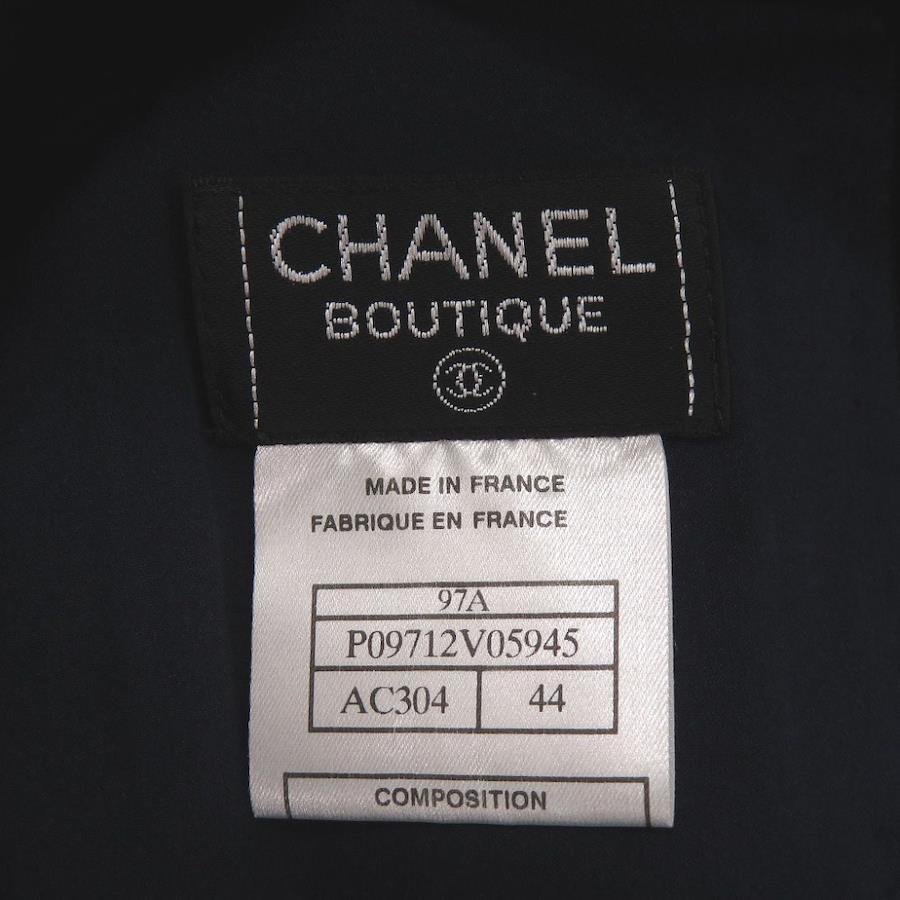 CHANEL
BOUTIQUE
MADE IN FRANCE
FABRIQUE EN FRANCE
97A
P09712V05945
AC304 44
COMPOSITION